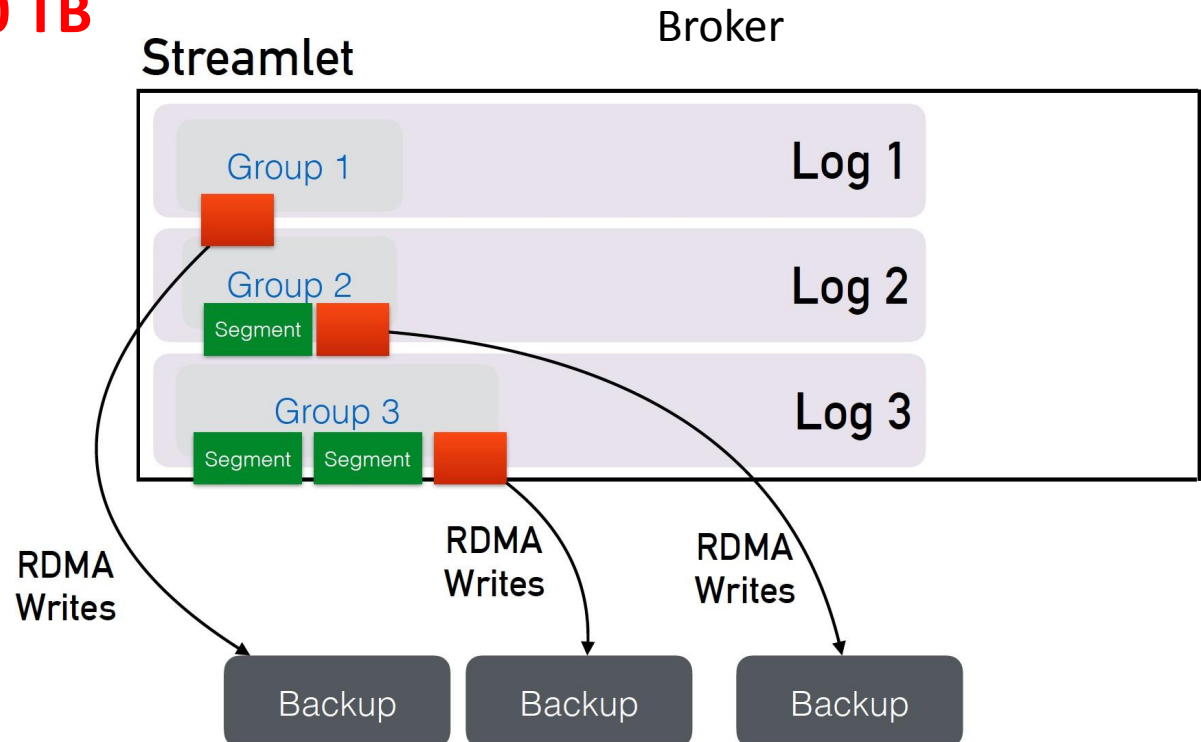 TB
Broker
Streamlet
Group 1
Log 1
Group 2
Log 2
Segment
Group 3
Log 3
Segment
Segment
RDMA
Writes
RDMA
Writes
RDMA
Writes
Backup
Backup
Backup